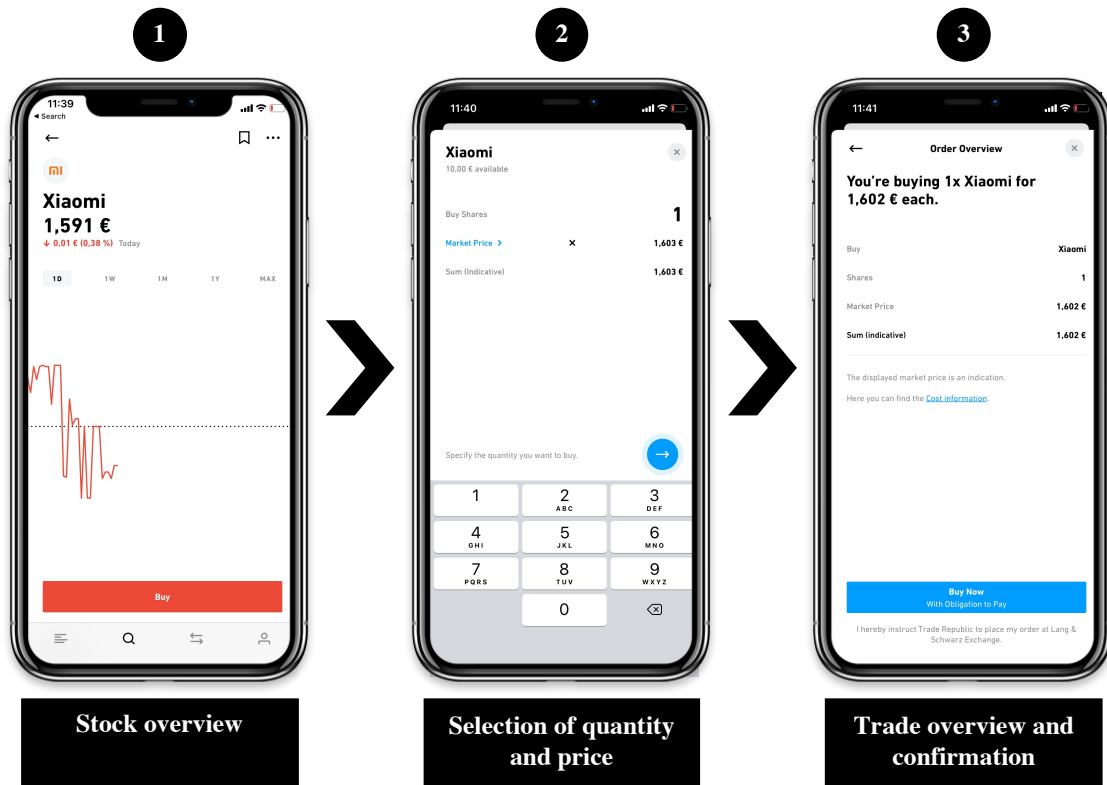 1
11:39
Search
mi
Xiaomi
1,591 €
0,01 € (0,38 %) Today
1D 1W 1M 1Y MAX
Buy
Stock overview
2
11:40
Xiaomi
10,00 € available
Buy Shares 1
Market Price > × 1,603 €
Sum (Indicative) 1,603 €
Specify the quantity you want to buy.
1 2 3
ABC DEF
4 5 6
GHI JKL MNO
7 8 9
PQRS TUV WXYZ
0
Selection of quantity
and price
3
11:41
Order Overview
You’re buying 1x Xiaomi for
1,602 € each.
Buy Xiaomi
Shares 1
Market Price 1,602 €
Sum (indicative) 1,602 €
The displayed market price is an indication.
Here you can find the Cost information.
Buy Now
With Obligation to Pay
I hereby instruct Trade Republic to place my order at Lang &
Schwarz Exchange.
Trade overview and
confirmation